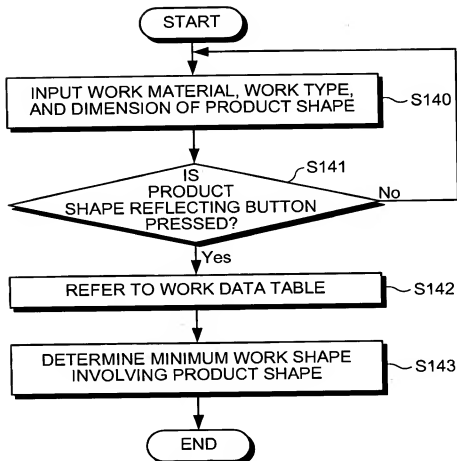 START
INPUT WORK MATERIAL, WORK TYPE,
AND DIMENSION OF PRODUCT SHAPE
S140
IS
PRODUCT
SHAPE REFLECTING BUTTON
PRESSED?
S141
No
Yes
REFER TO WORK DATA TABLE
S142
DETERMINE MINIMUM WORK SHAPE
INVOLVING PRODUCT SHAPE
S143
END